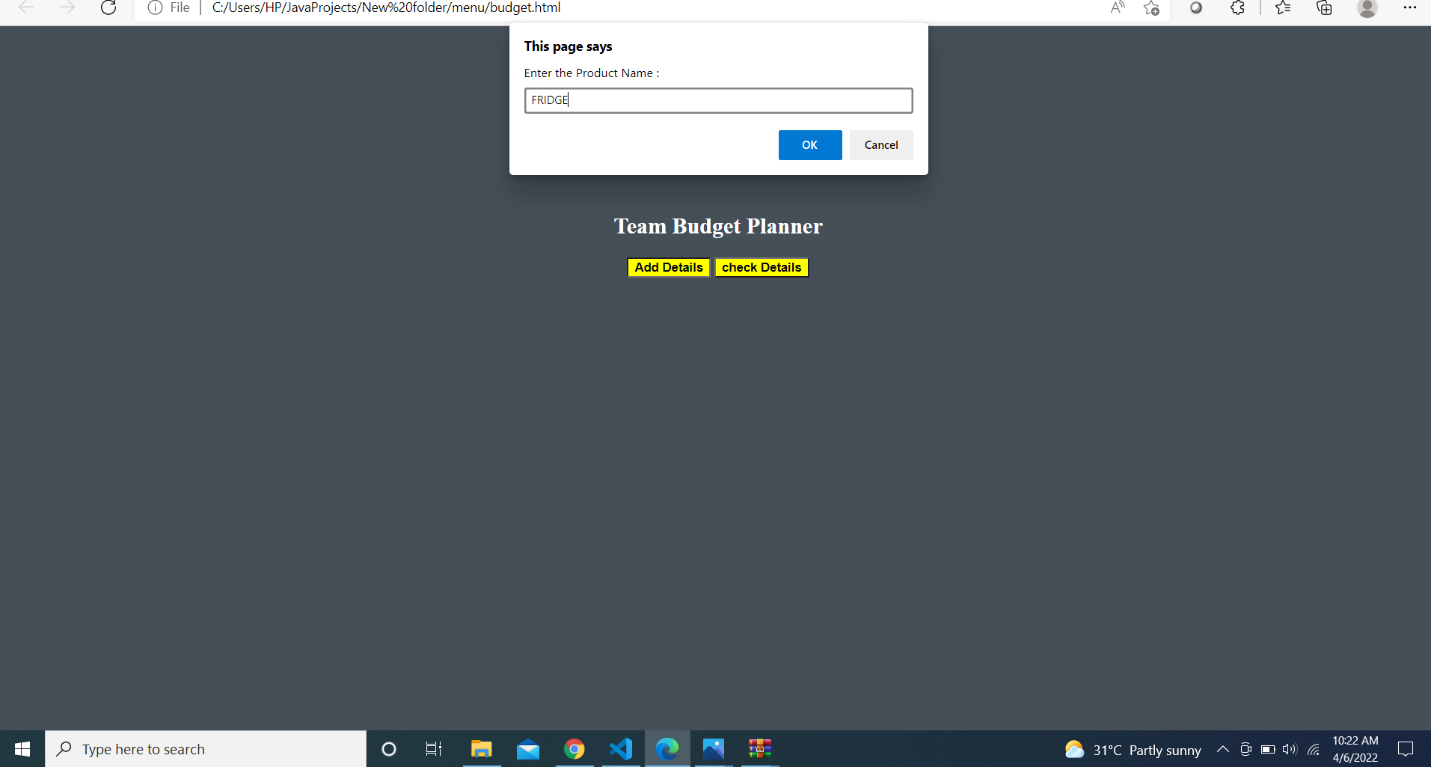 File
C:/Users/HP/JavaProjects/New%20folder/menu/budget.html
This page says
Enter the Product Name :
FRIDGE
OK Cancel
Team Budget Planner
Add Details check Details
Type here to search
31°C Partly sunny
10:22 AM
4/6/2022